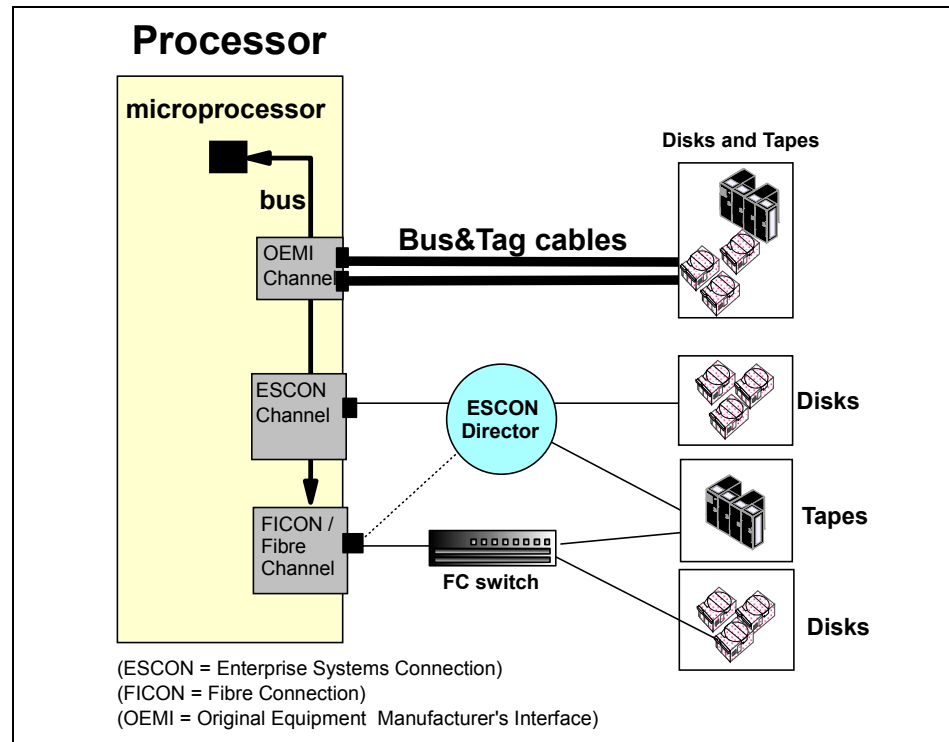 Processor
microprocessor
bus
OEMI
Channel
Bus&Tag cables
Disks and Tapes
ESCON
Channel
ESCON
Director
Disks
FICON /
Fibre
Channel
FC switch
Tapes
Disks
(ESCON = Enterprise Systems Connection)
(FICON = Fibre Connection)
(OEMI = Original Equipment  Manufacturer's Interface)